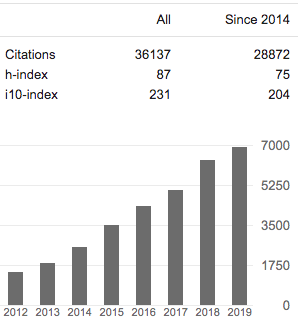 All Since 2014
Citations 36137 28872
h-index 87 75
i10-index 231 204
7000
5250
3500
1750
0
2012 2013 2014 2015 2016 2017 2018 2019